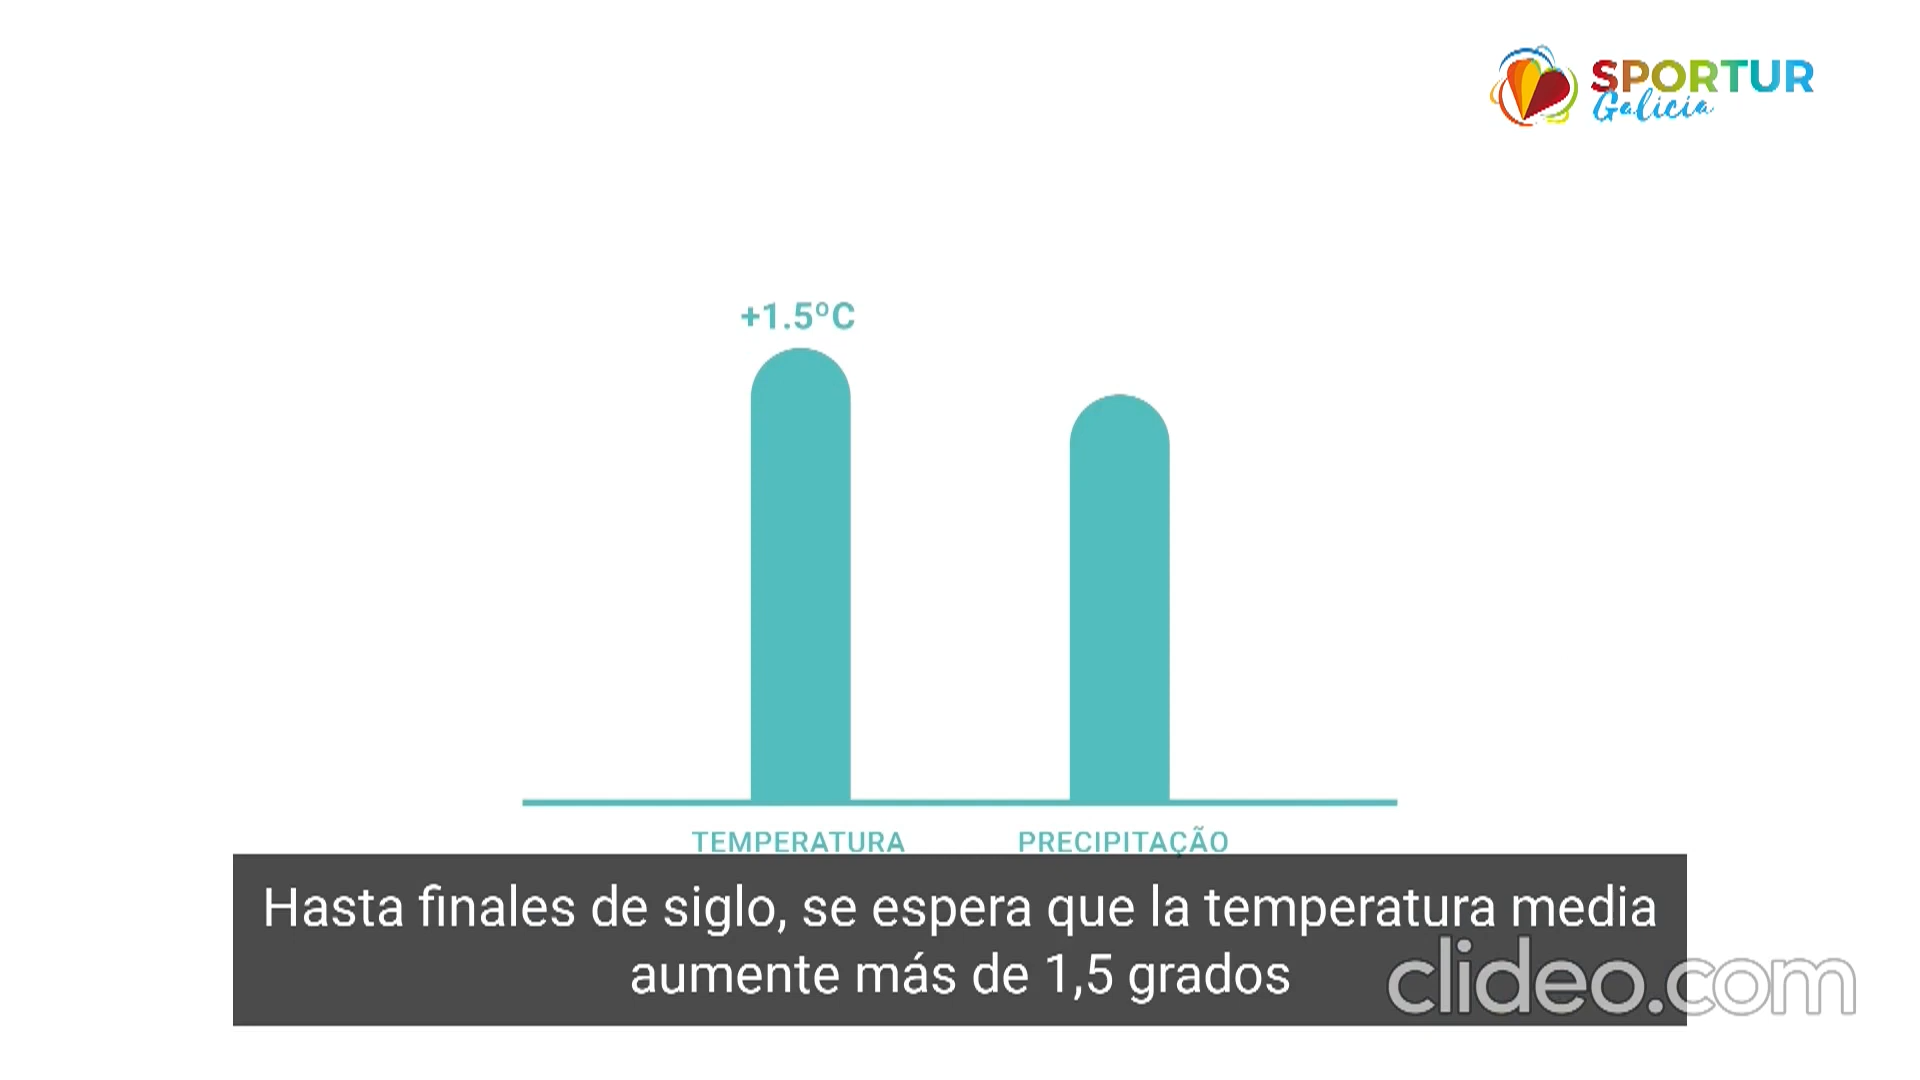 SPORTUR
Galicia
+1.5ºC
TEMPERATURA
PRECIPITAÇÃO
Hasta finales de siglo, se espera que la temperatura media
aumente más de 1,5 grados
clideo.com